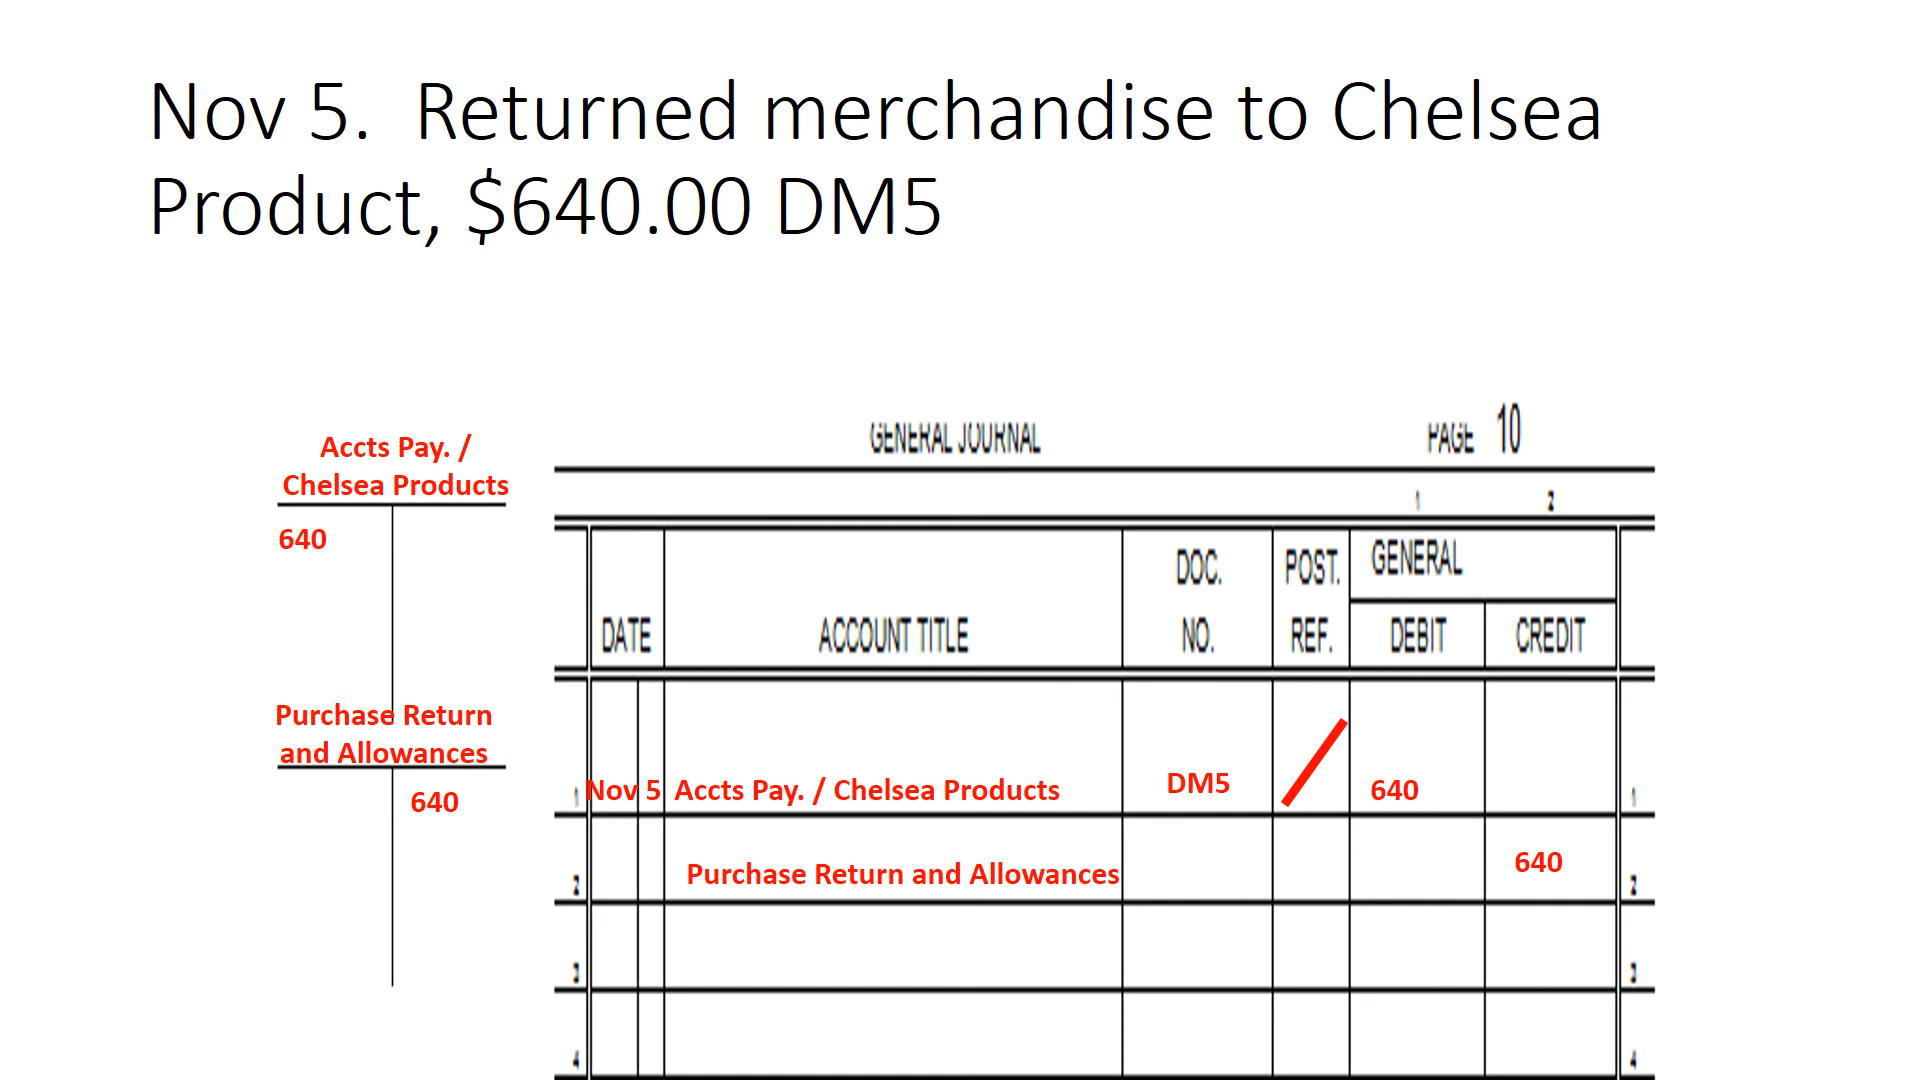 Nov 5.  Returned merchandise to Chelsea
Product, $640.00 DM5
Accts Pay. /
Chelsea Products
640
Purchase Return
and Allowances
640
GENERAL JOURNAL PAGE 10
1 2
DATE ACCOUNT TITLE DOC. NO. POST. REF. GENERAL DEBIT CREDIT
1 Nov 5 Accts Pay. / Chelsea Products DM5 640 1
2 Purchase Return and Allowances 640 2
3 3
4 4